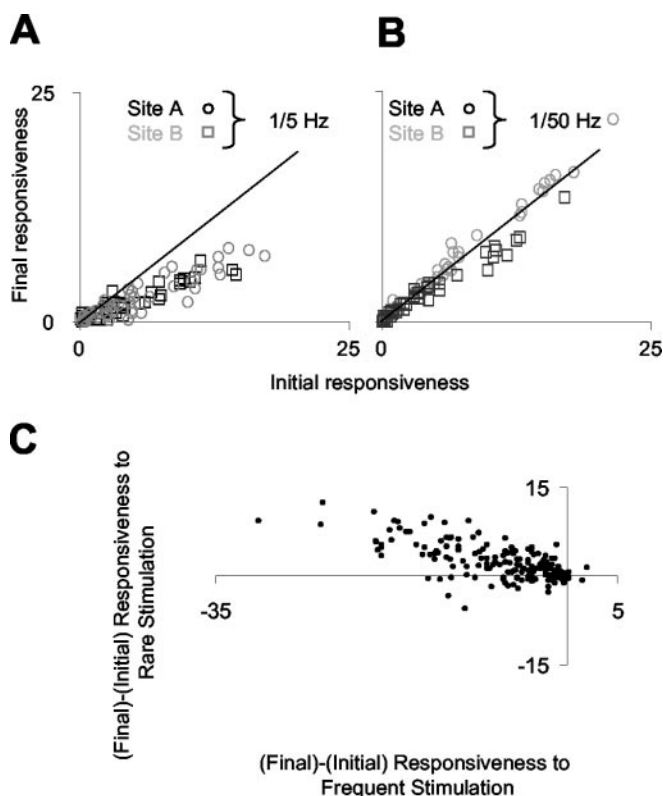 A
B
25
Site A
Site B
1/5 Hz
Site A
Site B
1/50 Hz
Final responsiveness
0
0
25
0
25
Initial responsiveness
C
(Final)-(Initial) Responsiveness to
Rare Stimulation
15
-35
5
-15
(Final)-(Initial) Responsiveness to
Frequent Stimulation